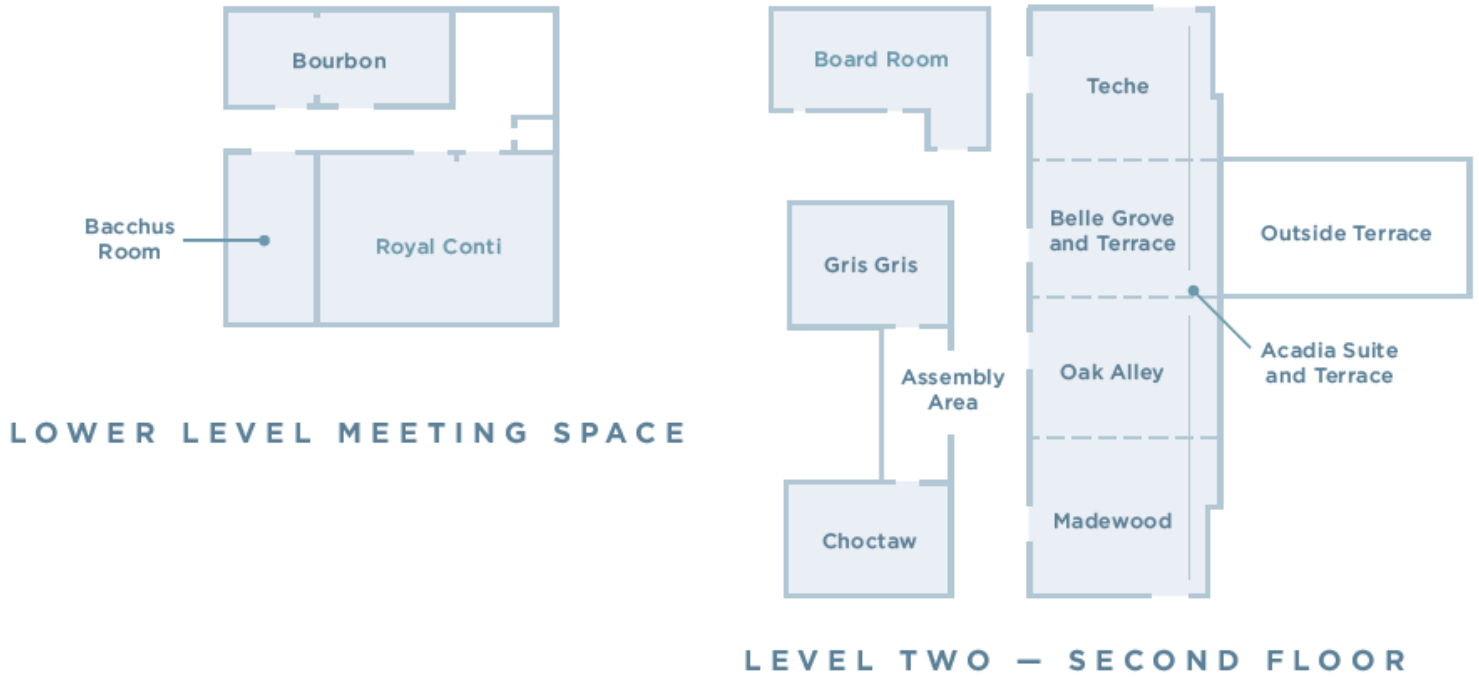 Bourbon
Bacchus
Room
Royal Conti
LOWER LEVEL MEETING SPACE
Board Room
Teche
Belle Grove
and Terrace
Outside Terrace
Gris Gris
Acadia Suite
and Terrace
Assembly
Area
Oak Alley
Madewood
Choctaw
LEVEL TWO — SECOND FLOOR